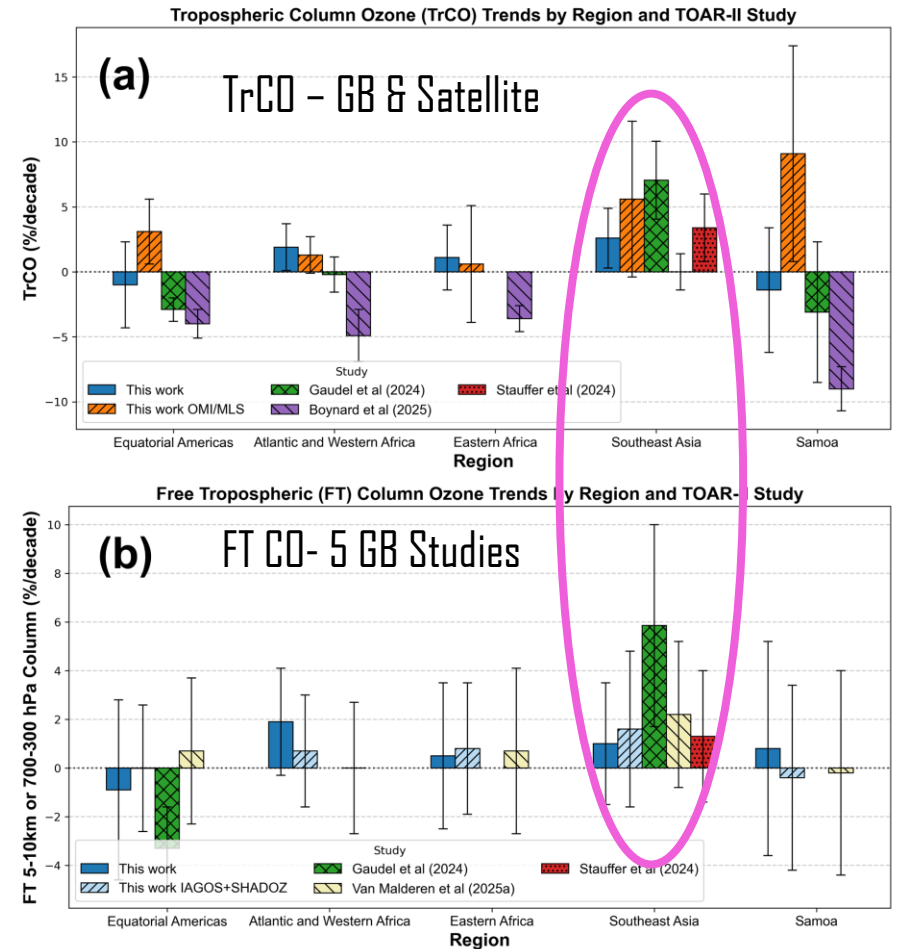 Tropospheric Column Ozone (TrCO) Trends by Region and TOAR-II Study
(a)
TrCO – GB & Satellite
TrCO (%/decade)
15
10
5
0
−5
−10
Study
This work
Gaudel et al (2024)
Stauffer et al (2024)
This work OMI/MLS
Boynard et al (2025)
Equatorial Americas
Atlantic and Western Africa
Eastern Africa
Southeast Asia
Samoa
Region
Free Tropospheric (FT) Column Ozone Trends by Region and TOAR- Study
(b)
FT CO- 5 GB Studies
FT 5-10km or 700-300 hPa Column (%/decade)
10
8
6
4
2
0
−2
−4
Study
This work
Gaudel et al (2024)
Stauffer et al (2024)
This work IAGOS+SHADOZ
Van Malderen et al (2025a)
Equatorial Americas
Atlantic and Western Africa
Eastern Africa
Southeast Asia
Samoa
Region